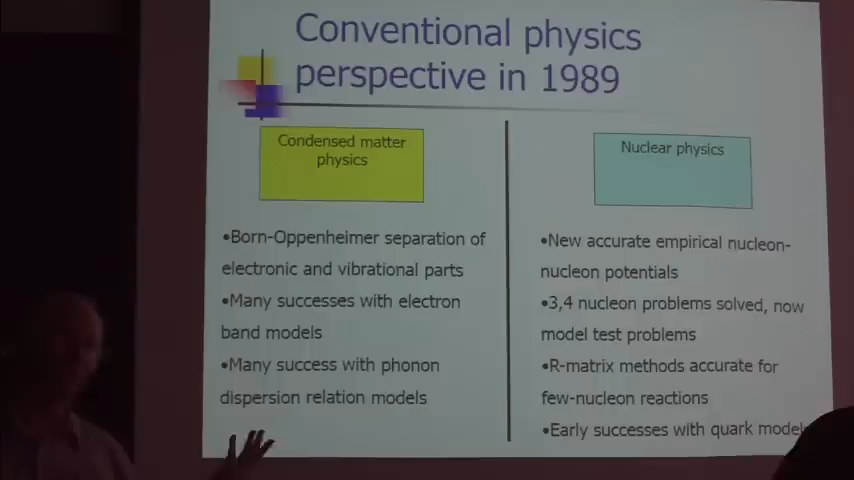 Conventional physics
perspective in 1989
Condensed matter
physics
•Born-Oppenheimer separation of
electronic and vibrational parts
•Many successes with electron
band models
•Many success with phonon
dispersion relation models
Nuclear physics
•New accurate empirical nucleon-
nucleon potentials
•3,4 nucleon problems solved, now
model test problems
•R-matrix methods accurate for
few-nucleon reactions
•Early successes with quark model